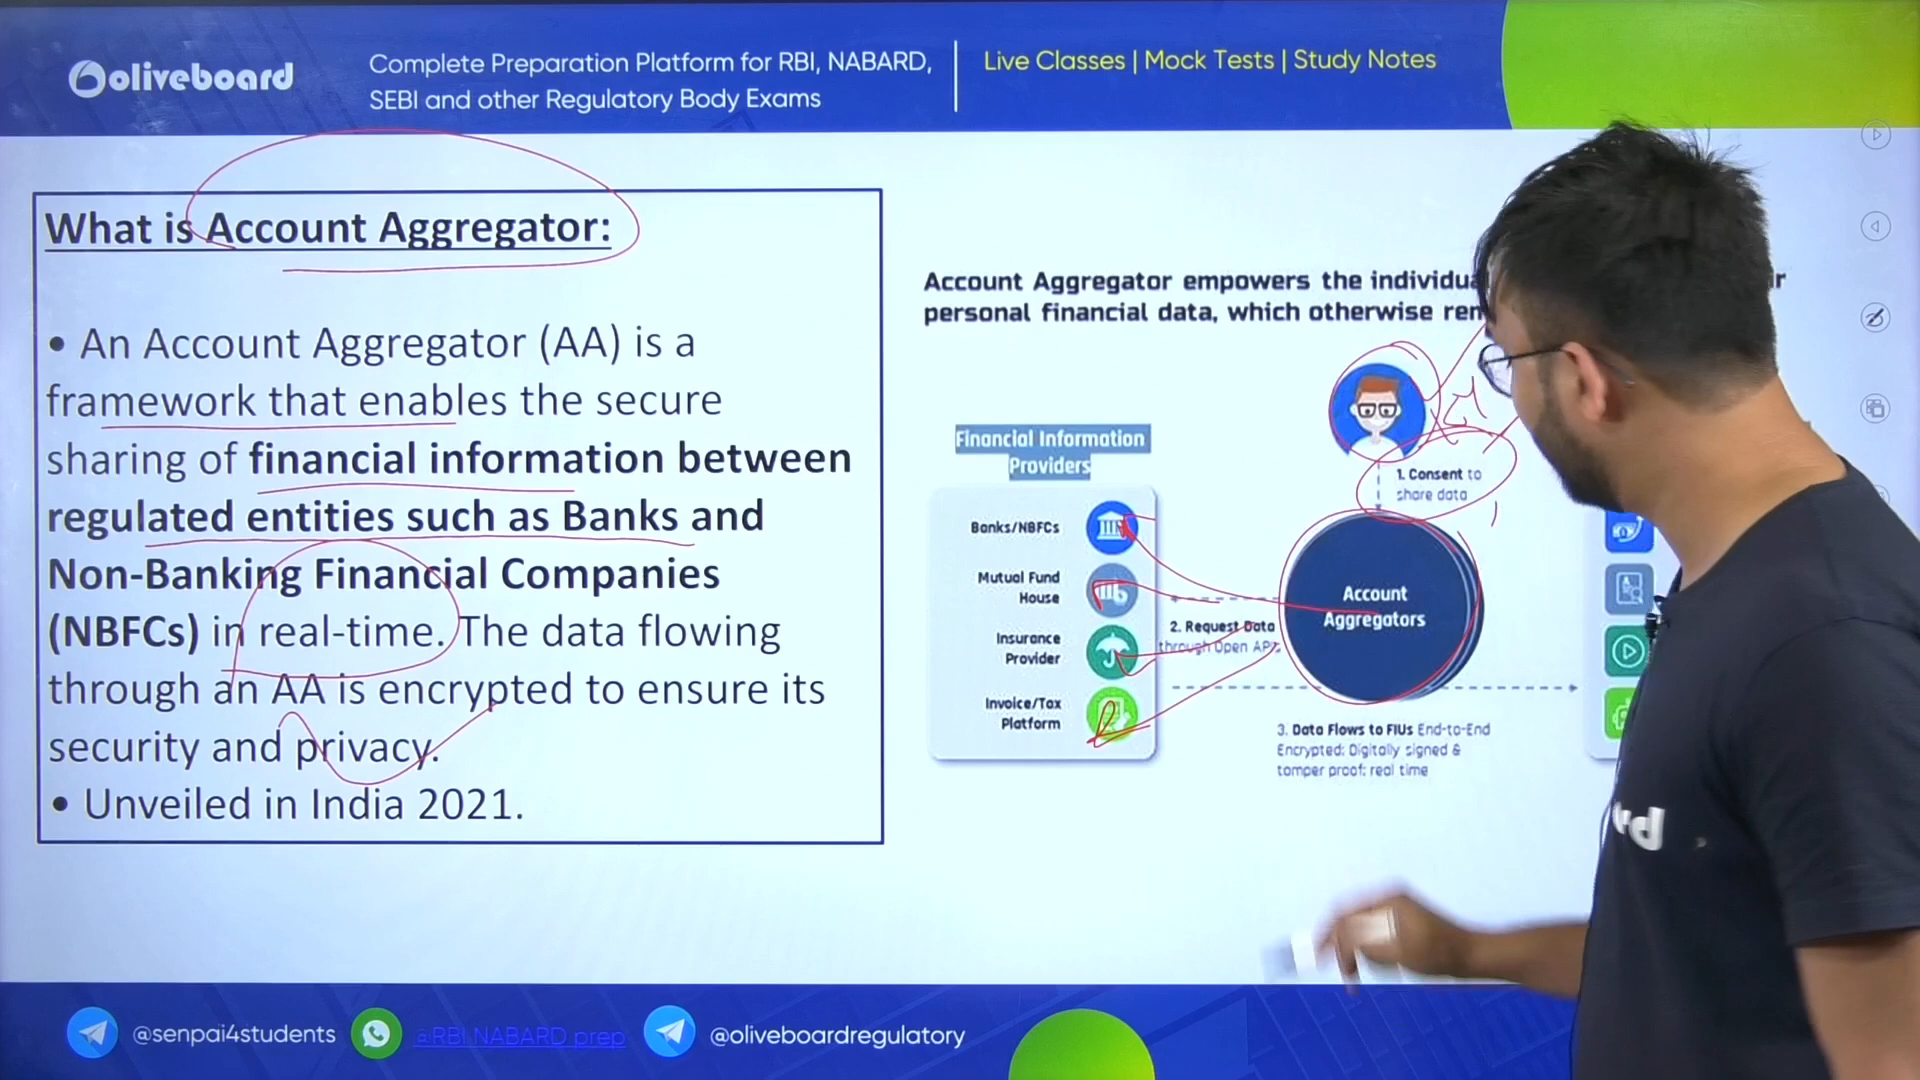 oliveboard
Complete Preparation Platform for RBI, NABARD,
SEBI and other Regulatory Body Exams
Live Classes | Mock Tests | Study Notes
What is Account Aggregator:
• An Account Aggregator (AA) is a
framework that enables the secure
sharing of financial information between
regulated entities such as Banks and
Non-Banking Financial Companies
(NBFCs) in real-time. The data flowing
through an AA is encrypted to ensure its
security and privacy.
• Unveiled in India 2021.
Account Aggregator empowers the
personal financial data, which otherwise
Financial Information
Providers
Banks/NBFCs
Mutual Fund
House
Insurance
Provider
Invoice/Tax
Platform
1. Consent to
share data
Account
Aggregators
2. Request Data
through Open
3. Data Flows to FIUs End-to-End
Encrypted; Digitally signed &
tamper proof; real time
@senpai4students
@RBI NABARD prep
@oliveboardregulatory